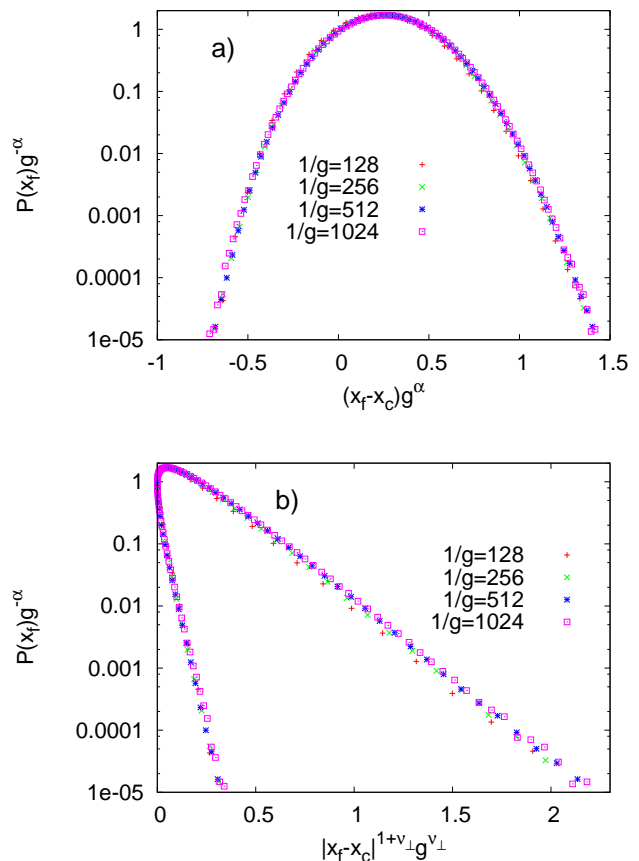 a)
P(x_f)g^-α
1
0.1
0.01
0.001
0.0001
1e-05
1/g=128
1/g=256
1/g=512
1/g=1024
-1 -0.5 0 0.5 1 1.5
(x_f-x_c)g^α
b)
P(x_f)g^-α
1
0.1
0.01
0.001
0.0001
1e-05
1/g=128
1/g=256
1/g=512
1/g=1024
0 0.5 1 1.5 2
|x_f-x_c|^1+ν_⊥ g^ν_⊥